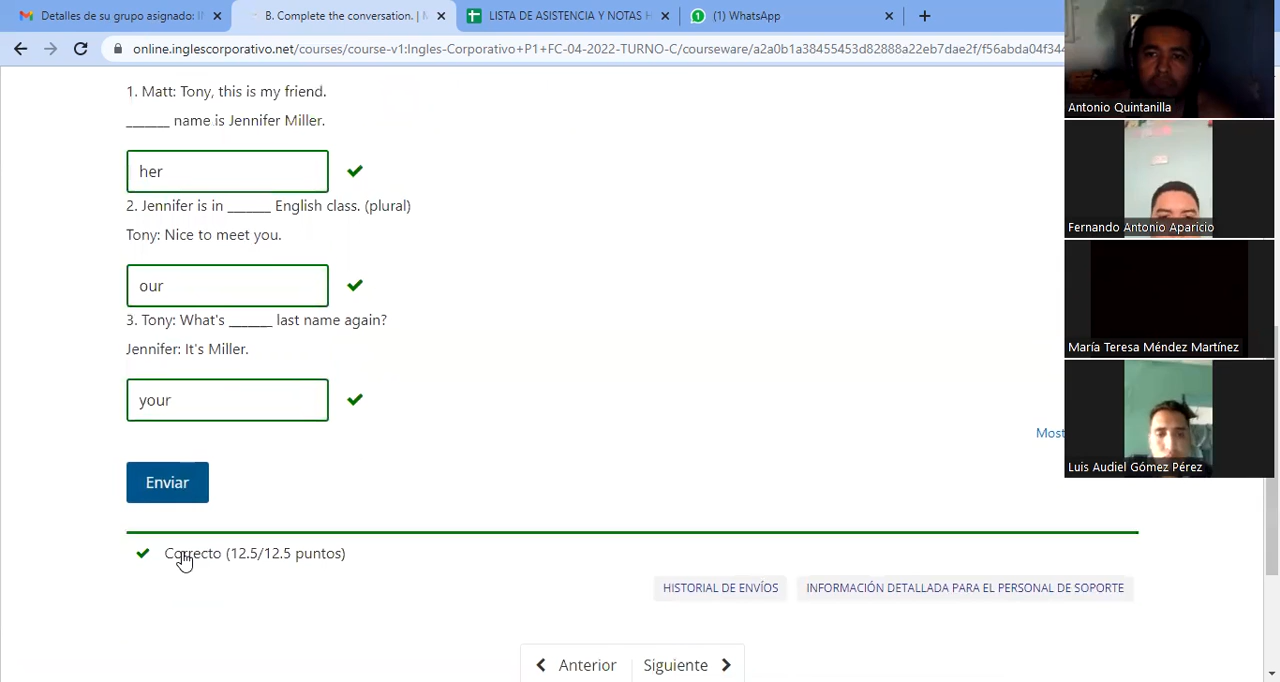 Detalles de su grupo asignado: I
B. Complete the conversation. | M
LISTA DE ASISTENCIA Y NOTAS H
(1) WhatsApp
online.inglescorporativo.net/courses/course-v1:Ingles-Corporativo+P1+FC-04-2022-TURNO-C/courseware/a2a0b1a38455453d82888a22eb7dae2f/f56abda04f344
1. Matt: Tony, this is my friend.
______ name is Jennifer Miller.
her
2. Jennifer is in ______ English class. (plural)
Tony: Nice to meet you.
our
3. Tony: What's ______ last name again?
Jennifer: It's Miller.
your
Most
Enviar
Correcto (12.5/12.5 puntos)
HISTORIAL DE ENVÍOS
INFORMACIÓN DETALLADA PARA EL PERSONAL DE SOPORTE
Anterior
Siguiente
Antonio Quintanilla
Fernando Antonio Aparicio
María Teresa Méndez Martínez
Luis Audiel Gómez Pérez